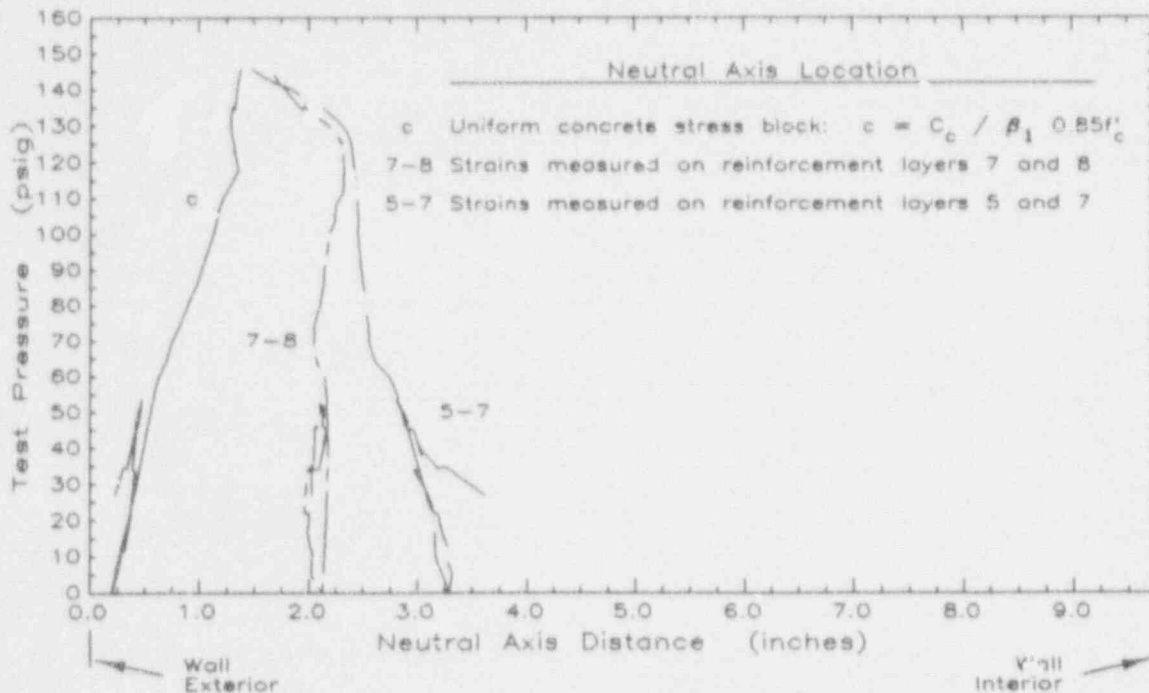 160
150
140
130
120
110
100
90
80
70
60
50
40
30
20
10
0
Test Pressure (psig)
Neutral Axis Location
c Uniform concrete stress block: c = C_c / β_1 0.85f'_c
7-8 Strains measured on reinforcement layers 7 and 8
5-7 Strains measured on reinforcement layers 5 and 7
c
7-8
5-7
0.0 1.0 2.0 3.0 4.0 5.0 6.0 7.0 8.0 9.0
Neutral Axis Distance (inches)
Wall
Exterior
Interior